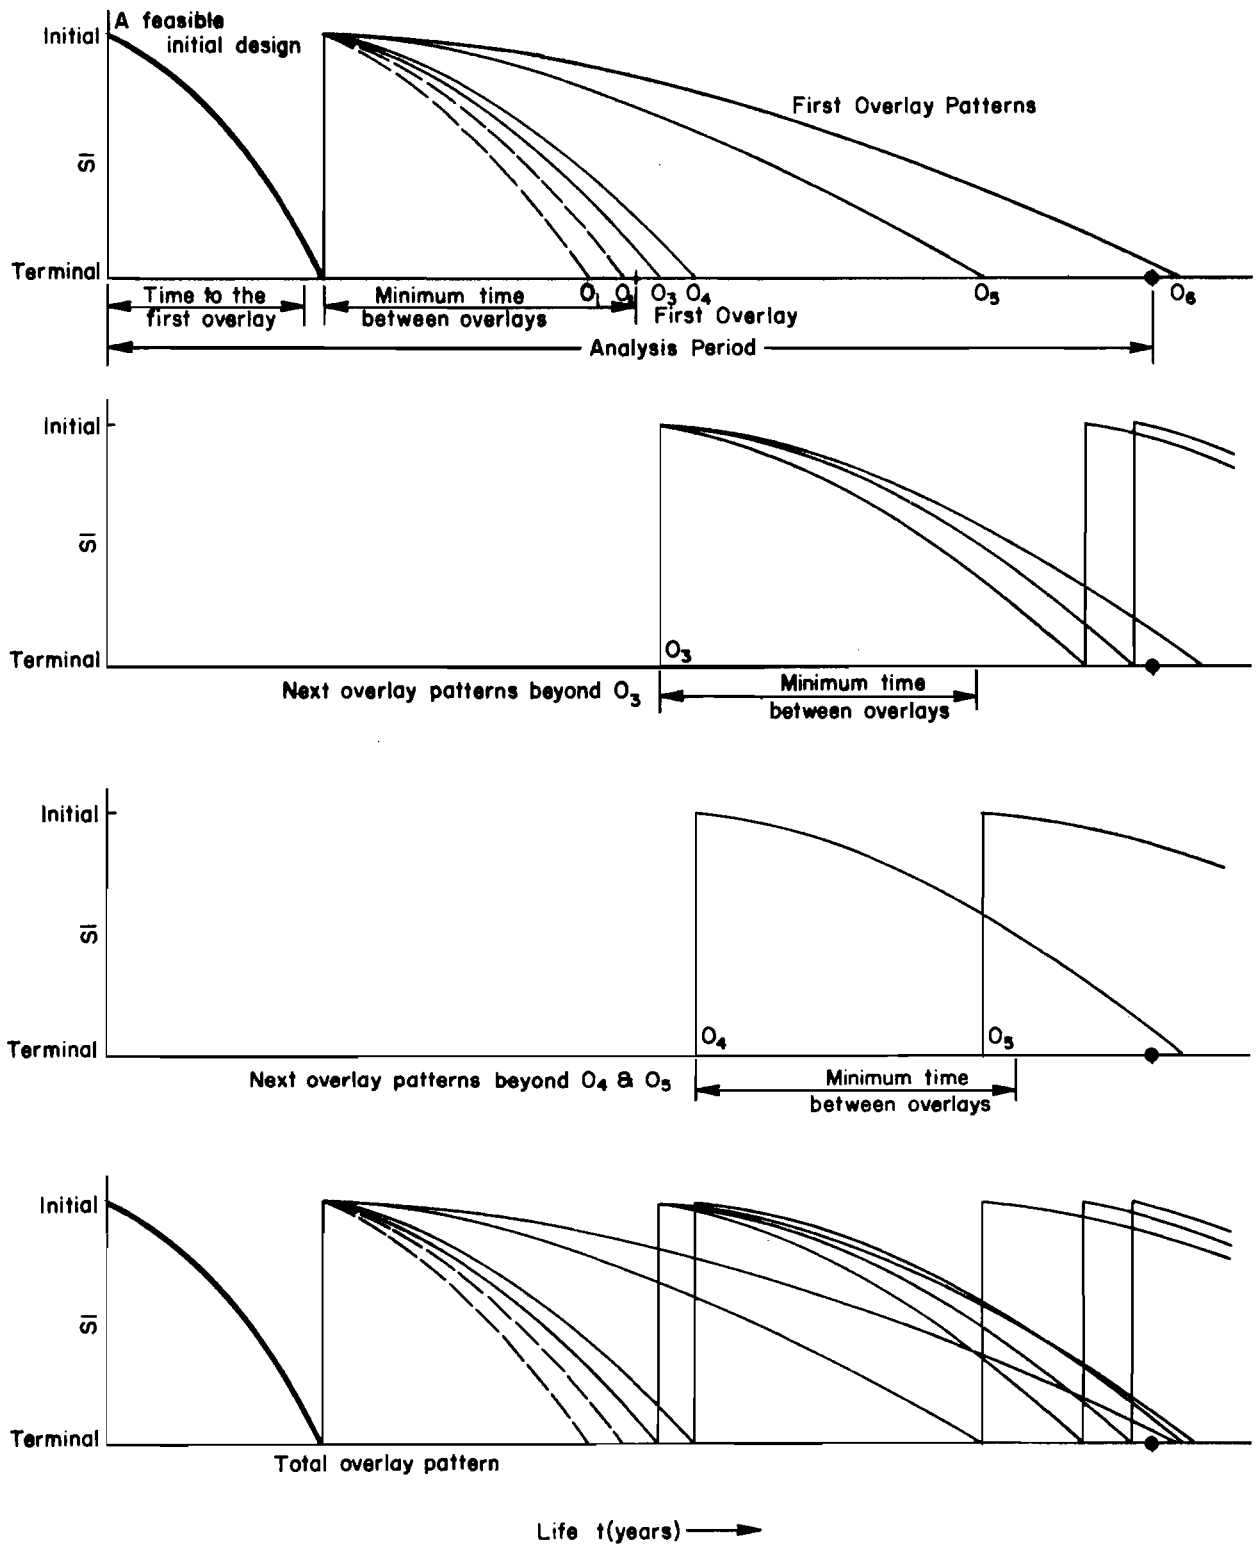 A feasible
initial design
Initial
First Overlay Patterns
SI
Terminal
O1 O2 O3 O4 O5 O6
Time to the
first overlay
Minimum time
between overlays
First Overlay
Analysis Period
Initial
SI
O3
Terminal
Next overlay patterns beyond O3
Minimum time
between overlays
Initial
SI
O4 O5
Terminal
Next overlay patterns beyond O4 & O5
Minimum time
between overlays
Initial
SI
Terminal
Total overlay pattern
Life t(years)